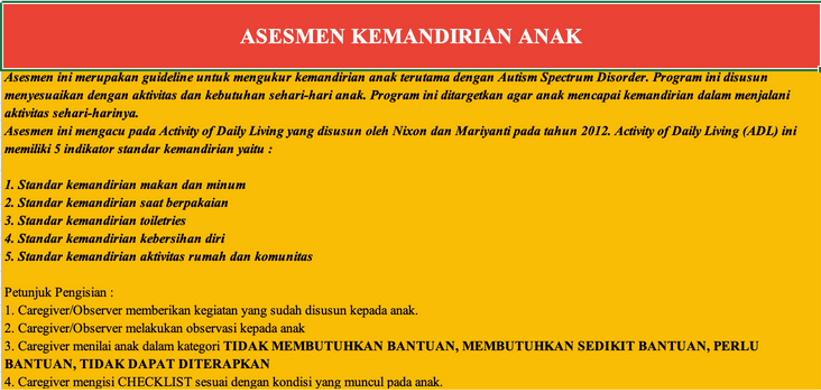 ASESMEN KEMANDIRIAN ANAK
Asesmen ini merupakan guideline untuk mengukur kemandirian anak terutama dengan Autism Spectrum Disorder. Program ini disusun
menyesuaikan dengan aktivitas dan kebutuhan sehari-hari anak. Program ini ditargetkan agar anak mencapai kemandirian dalam menjalani
aktivitas sehari-harinya.
Asesmen ini mengacu pada Activity of Daily Living yang disusun oleh Nixon dan Mariyanti pada tahun 2012. Activity of Daily Living (ADL) ini
memiliki 5 indikator standar kemandirian yaitu :
1. Standar kemandirian makan dan minum
2. Standar kemandirian saat berpakaian
3. Standar kemandirian toiletries
4. Standar kemandirian kebersihan diri
5. Standar kemandirian aktivitas rumah dan komunitas
Petunjuk Pengisian :
1. Caregiver/Observer memberikan kegiatan yang sudah disusun kepada anak.
2. Caregiver/Observer melakukan observasi kepada anak
3. Caregiver menilai anak dalam kategori TIDAK MEMBUTUHKAN BANTUAN, MEMBUTUHKAN SEDIKIT BANTUAN, PERLU
BANTUAN, TIDAK DAPAT DITERAPKAN
4. Caregiver mengisi CHECKLIST sesuai dengan kondisi yang muncul pada anak.